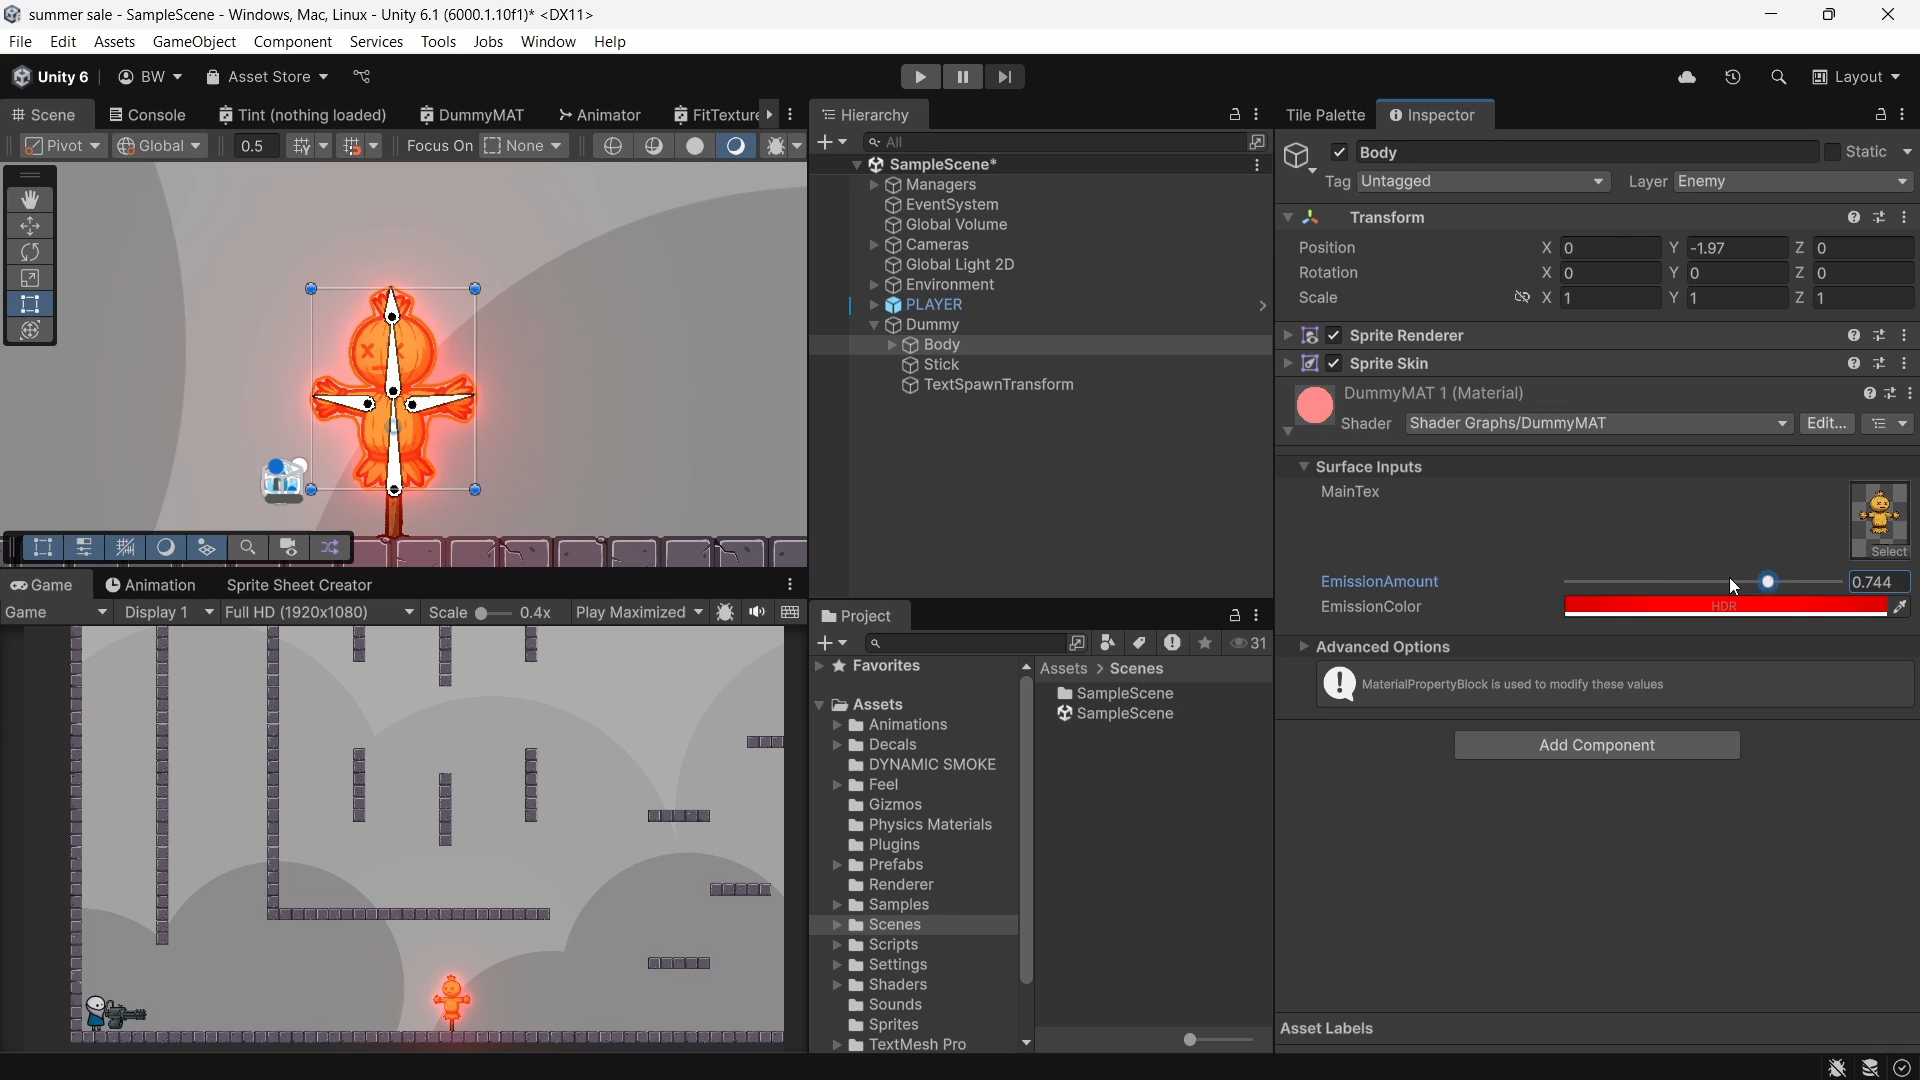 summer sale - SampleScene - Windows, Mac, Linux - Unity 6.1 (6000.1.10f1)* <DX11>
File Edit Assets GameObject Component Services Tools Jobs Window Help
Unity 6 BW Asset Store Layout
Scene Console Tint (nothing loaded) DummyMAT Animator FitTexture
Pivot Global 0.5 Focus On None
Hierarchy
All
SampleScene*
Managers
EventSystem
Global Volume
Cameras
Global Light 2D
Environment
PLAYER
Dummy
Body
Stick
TextSpawnTransform
Tile Palette Inspector
Body Static
Tag Untagged Layer Enemy
Transform
Position X 0 Y -1.97 Z 0
Rotation X 0 Y 0 Z 0
Scale X 1 Y 1 Z 1
Sprite Renderer
Sprite Skin
DummyMAT 1 (Material)
Shader Shader Graphs/DummyMAT Edit...
Surface Inputs
MainTex
Select
EmissionAmount 0.744
EmissionColor HDR
Advanced Options
MaterialPropertyBlock is used to modify these values
Add Component
Asset Labels
Game Animation Sprite Sheet Creator
Game Display 1 Full HD (1920x1080) Scale 0.4x Play Maximized
Project
31
Favorites
Assets
Animations
Decals
DYNAMIC SMOKE
Feel
Gizmos
Physics Materials
Plugins
Prefabs
Renderer
Samples
Scenes
Scripts
Settings
Shaders
Sounds
Sprites
TextMesh Pro
Assets > Scenes
SampleScene
SampleScene